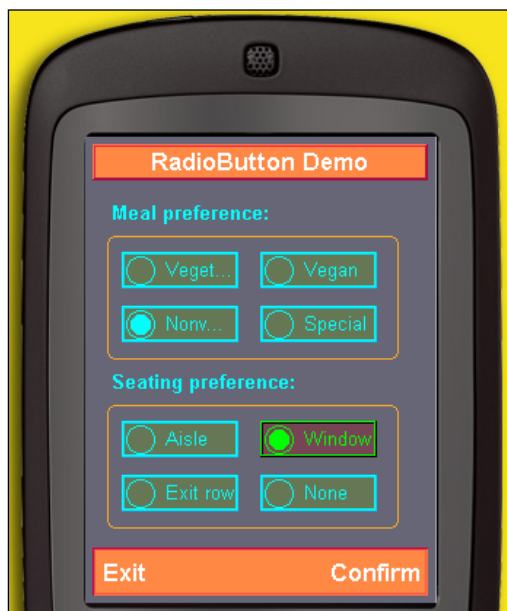 RadioButton Demo
Meal preference:
Veget... Vegan
Nonv... Special
Seating preference:
Aisle Window
Exit row None
Exit Confirm